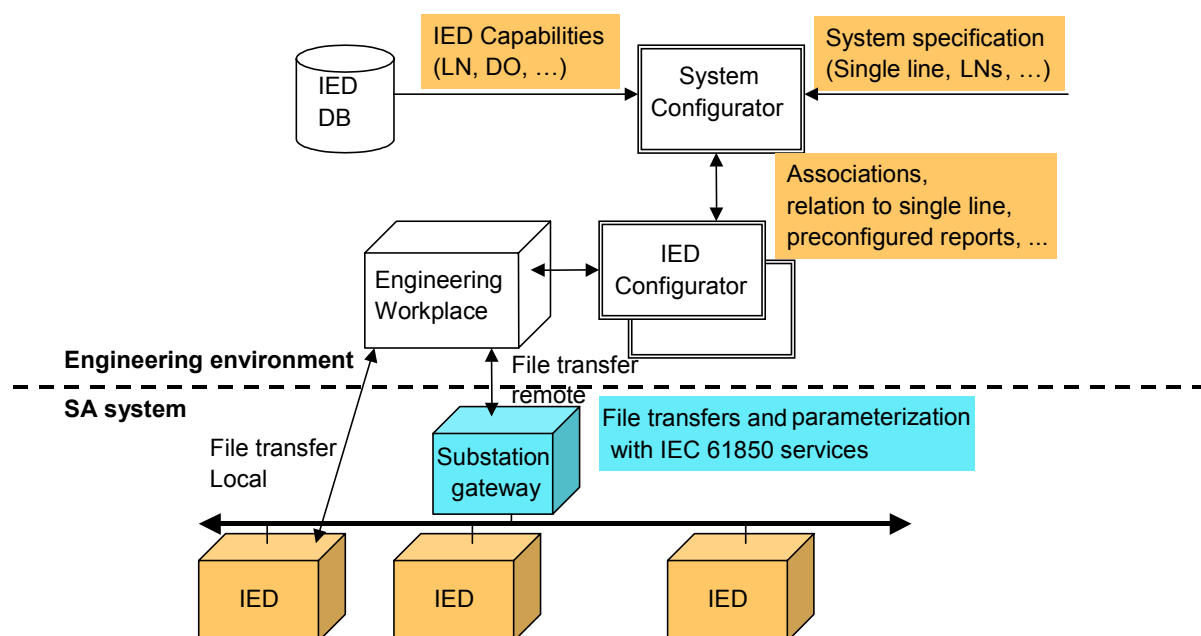 IED Capabilities
(LN, DO, …)
System specification
(Single line, LNs, …)
IED
DB
System
Configurator
Associations,
relation to single line,
preconfigured reports, ...
IED
Configurator
Engineering
Workplace
Engineering environment
File transfer
remote
SA system
File transfers and parameterization
with IEC 61850 services
File transfer
Local
Substation
gateway
IED
IED
IED